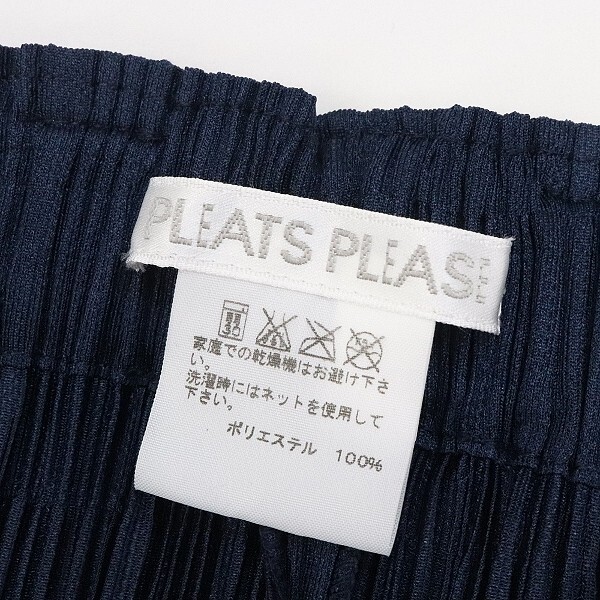 PLEATS PLEASE
家庭での乾燥機はお避け下さ
い。
洗濯時にはネットを使用して
下さい。
ポリエステル 100%